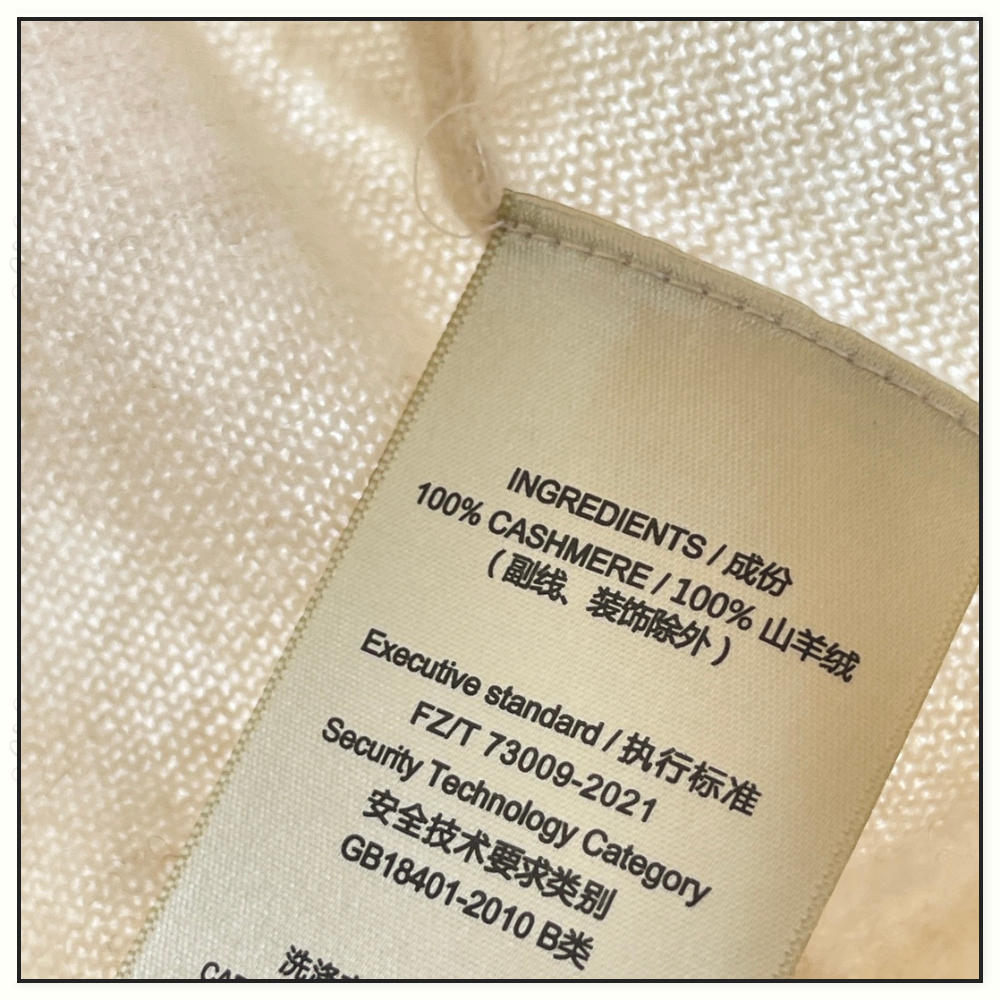 INGREDIENTS / 成份
100% CASHMERE / 100% 山羊绒
( 副线、装饰除外 )
Executive standard / 执行标准
FZ/T 73009-2021
Security Technology Category
安全技术要求类别
GB18401-2010 B类
洗涤